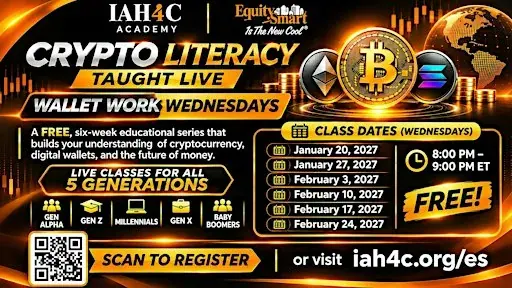 IAH4C
ACADEMY
Equity Smart
Is The New Cool
CRYPTO LITERACY
TAUGHT LIVE
WALLET WORK WEDNESDAYS
A FREE, six-week educational series that
builds your understanding of cryptocurrency,
digital wallets, and the future of money.
LIVE CLASSES FOR ALL
5 GENERATIONS
GEN
ALPHA
GEN Z
MILLENNIALS
GEN X
BABY
BOOMERS
CLASS DATES (WEDNESDAYS)
January 20, 2027
January 27, 2027
February 3, 2027
February 10, 2027
February 17, 2027
February 24, 2027
8:00 PM –
9:00 PM ET
FREE!
SCAN TO REGISTER
or visit iah4c.org/es